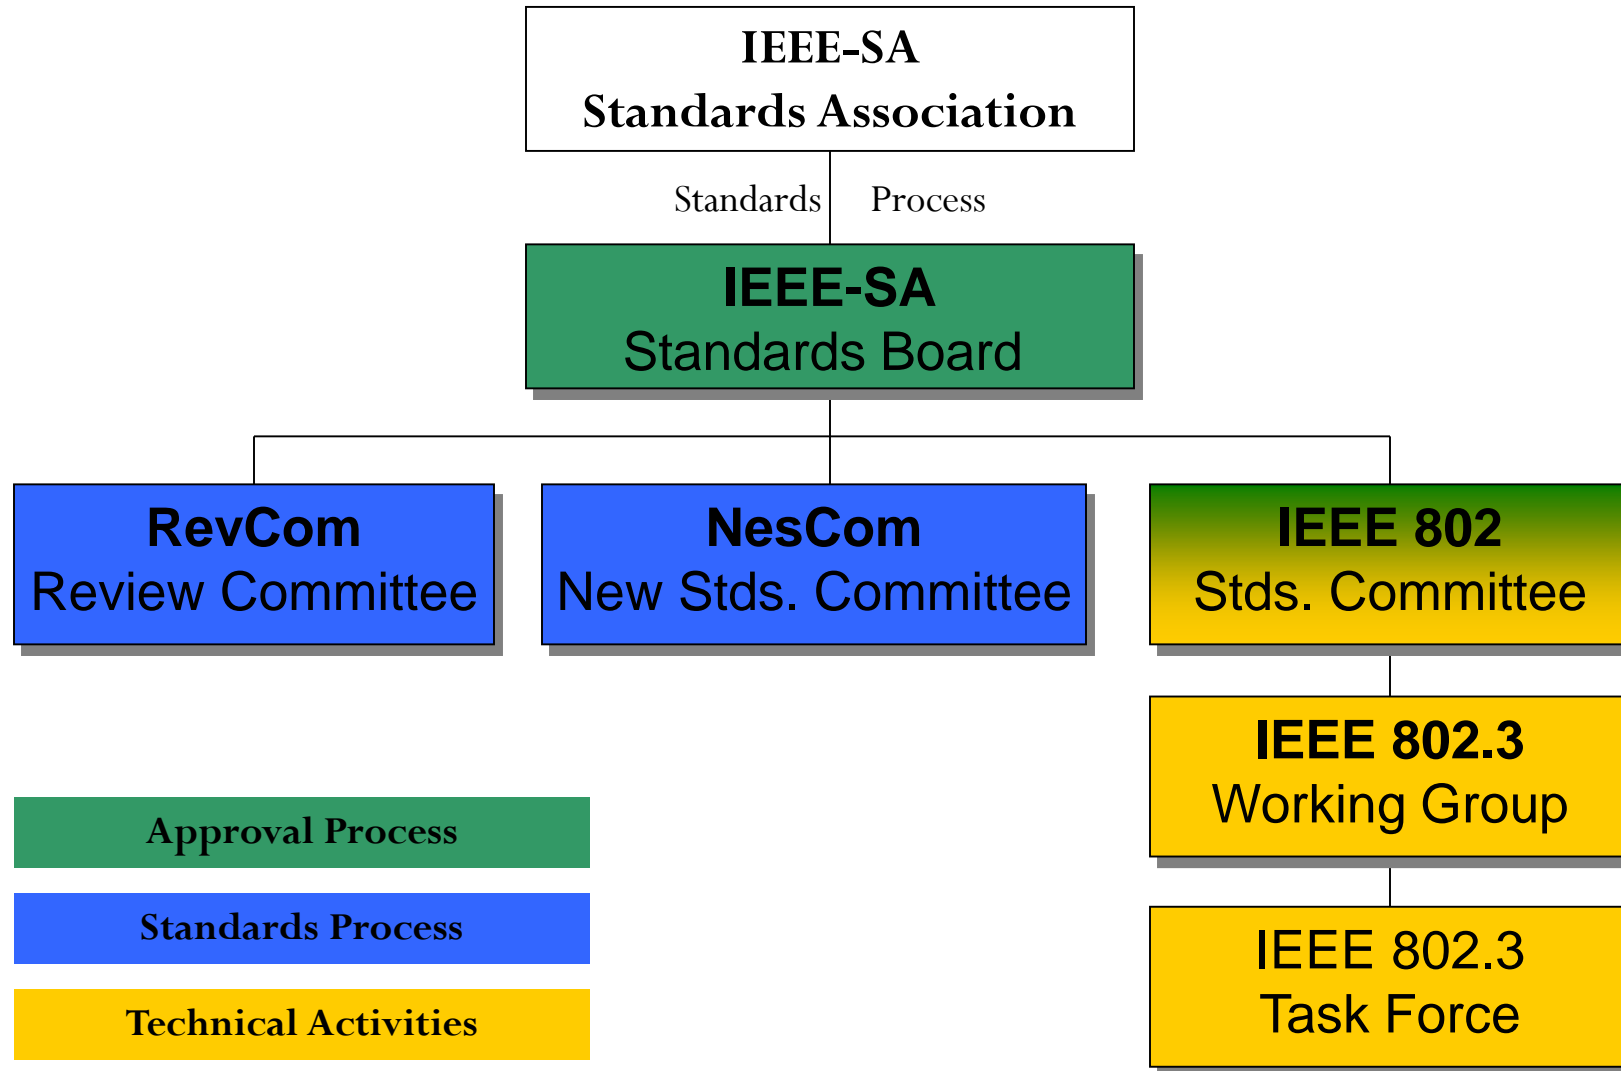 IEEE-SA
Standards Association
Standards Process
IEEE-SA
Standards Board
RevCom
Review Committee
NesCom
New Stds. Committee
IEEE 802
Stds. Committee
IEEE 802.3
Working Group
IEEE 802.3
Task Force
Approval Process
Standards Process
Technical Activities